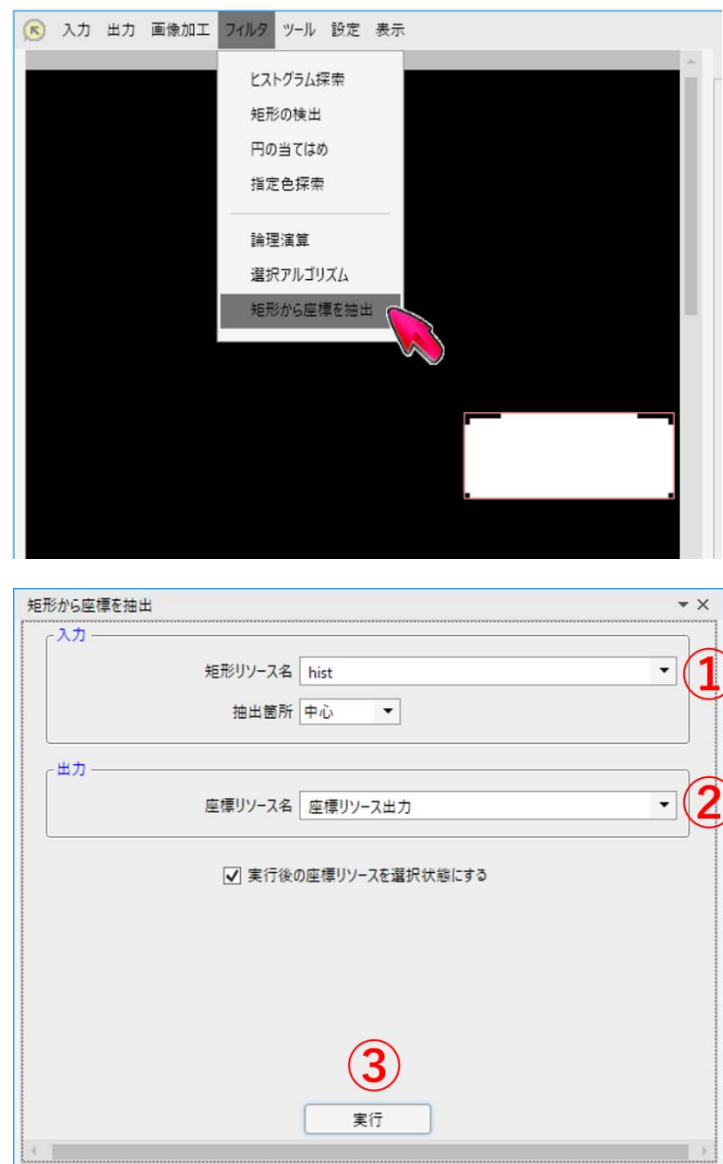 入力 出力 画像加工 フィルタ ツール 設定 表示
ヒストグラム探索
矩形の検出
円の当てはめ
指定色探索
論理演算
選択アルゴリズム
矩形から座標を抽出
矩形から座標を抽出
入力
矩形リソース名 hist ①
抽出箇所 中心
出力
座標リソース名 座標リソース出力 ②
実行後の座標リソースを選択状態にする
③
実行